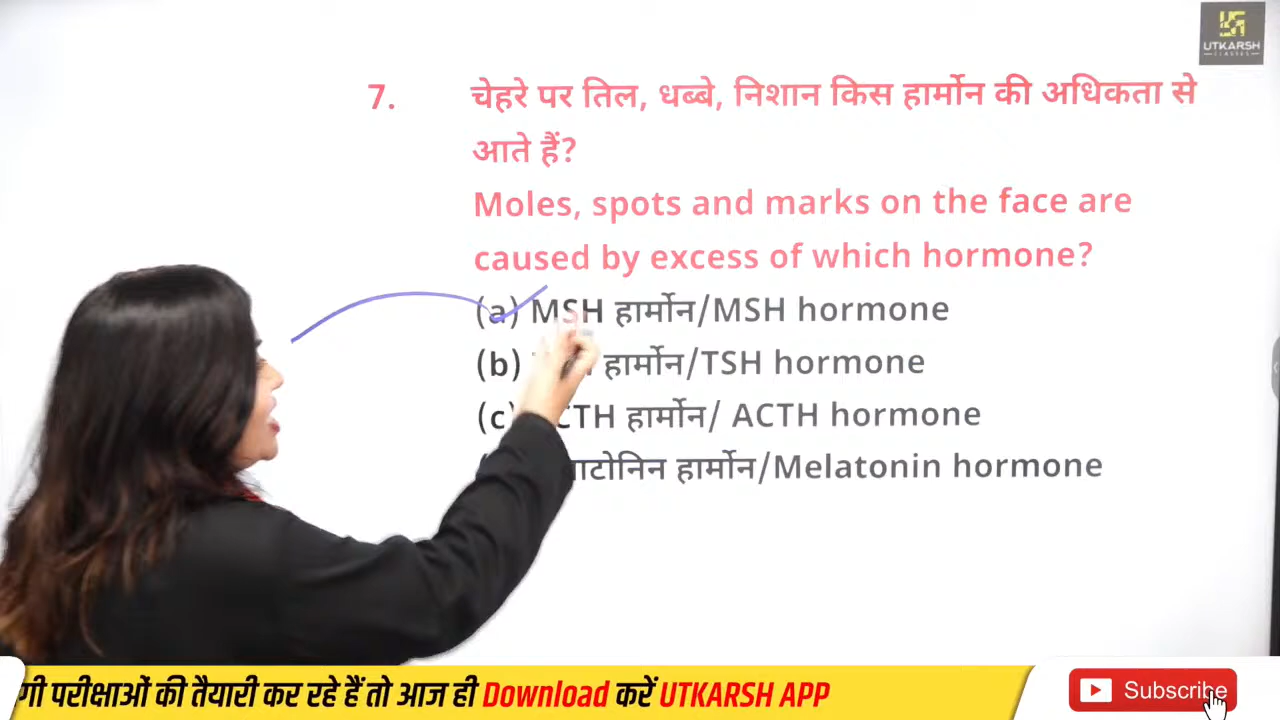 UTKARSH
CLASSES
7. चेहरे पर तिल, धब्बे, निशान किस हार्मोन की अधिकता से
आते हैं?
Moles, spots and marks on the face are
caused by excess of which hormone?
(a) MSH हार्मोन/MSH hormone
(b) हार्मोन/TSH hormone
(c) CTH हार्मोन/ ACTH hormone
हार्मोन/Melatonin hormone
परीक्षाओं की तैयारी कर रहे हैं तो आज ही Download करें UTKARSH APP
Subscribe